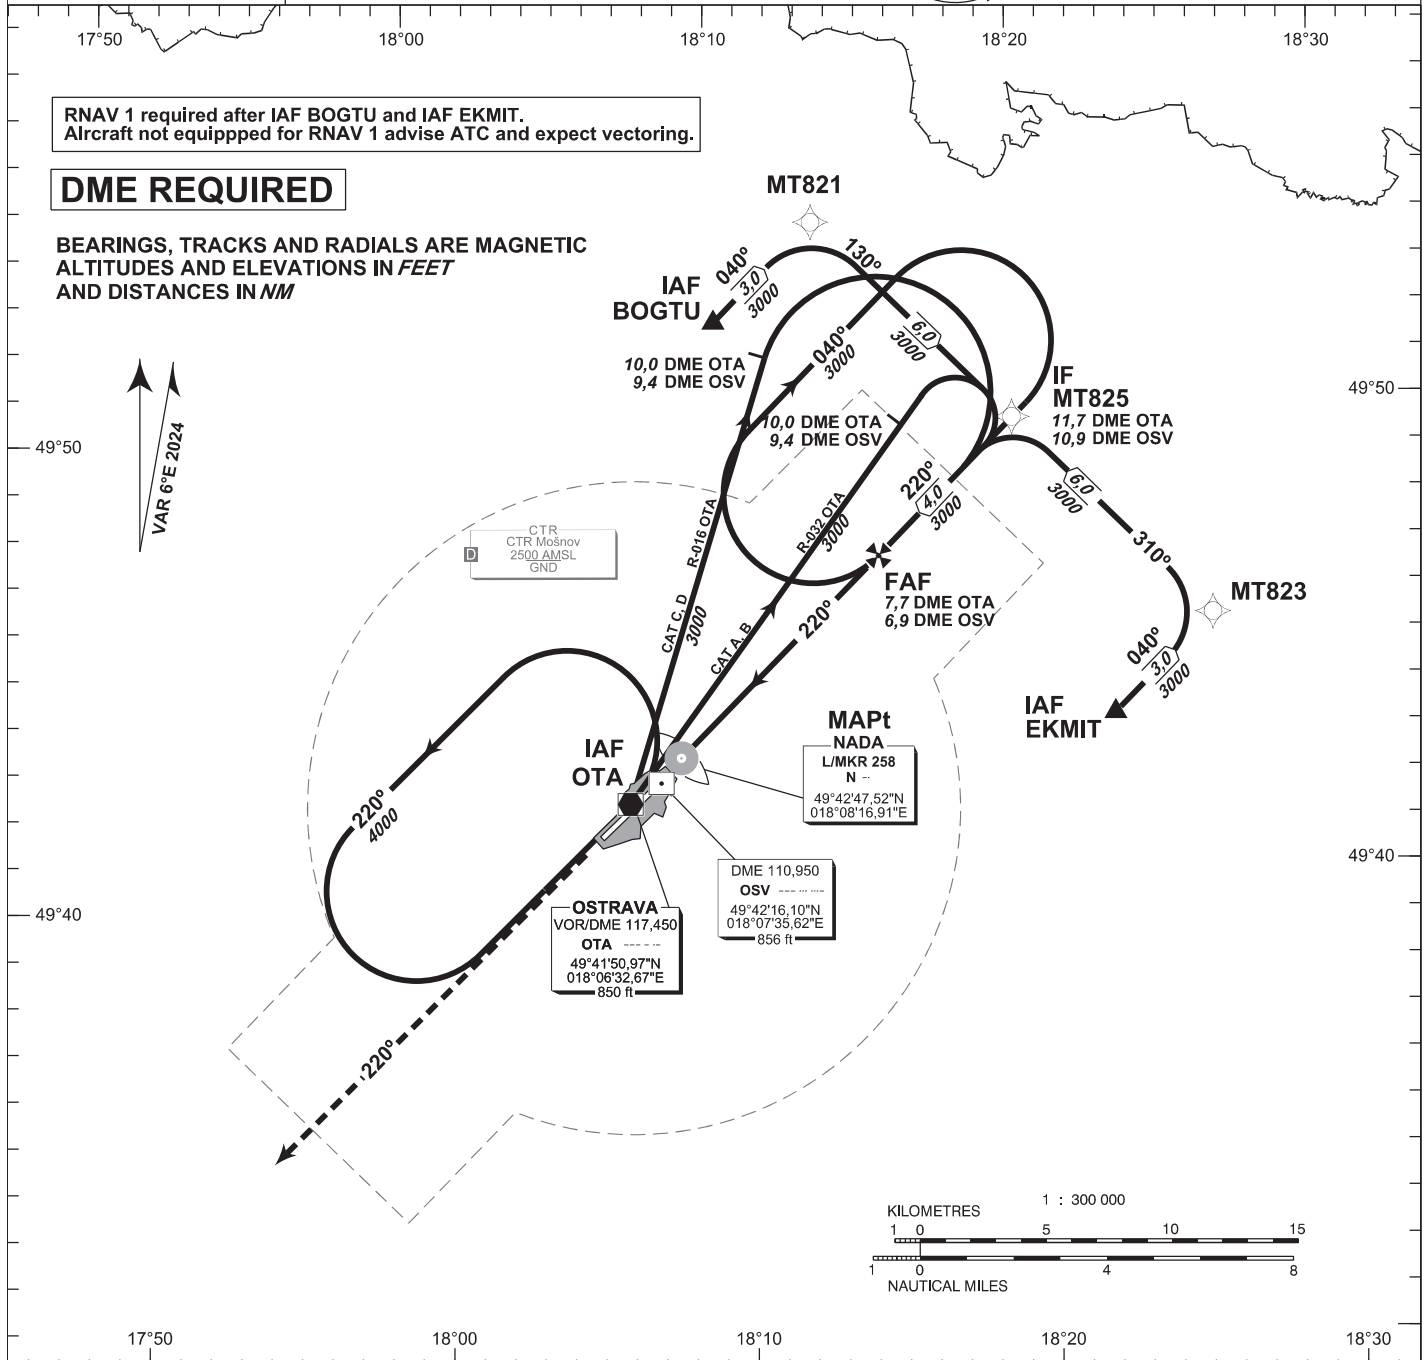 17°50
18°00
18°10
18°20
18°30
RNAV 1 required after IAF BOGTU and IAF EKMIT.
AIrcraft not equippped for RNAV 1 advise ATC and expect vectoring.
DME REQUIRED
BEARINGS, TRACKS AND RADIALS ARE MAGNETIC
ALTITUDES AND ELEVATIONS IN FEET
AND DISTANCES IN NM
MT821
130°
040°
3,0
3000
IAF
BOGTU
6,0
3000
040°
3000
10,0 DME OTA
9,4 DME OSV
IF
MT825
11,7 DME OTA
10,9 DME OSV
49°50
10,0 DME OTA
9,4 DME OSV
49°50
VAR 6°E 2024
220°
4,0
3000
6,0
3000
R-016 OTA
R-032 OTA
3000
310°
CTR
CTR Mošnov
2500 AMSL
GND
D
FAF
7,7 DME OTA
6,9 DME OSV
MT823
CAT C, D
3000
CAT A, B
220°
040°
3,0
3000
IAF
EKMIT
IAF
OTA
MAPt
NADA
L/MKR 258
N -·
49°42'47,52"N
018°08'16,91"E
220°
4000
49°40
DME 110,950
OSV --- ··· ···-
49°42'16,10"N
018°07'35,62"E
856 ft
49°40
OSTRAVA
VOR/DME 117,450
OTA --- - ·-
49°41'50,97"N
018°06'32,67"E
850 ft
220°
1 : 300 000
KILOMETRES
1 0 5 10 15
1 0 4 8
NAUTICAL MILES
17°50
18°00
18°10
18°20
18°30